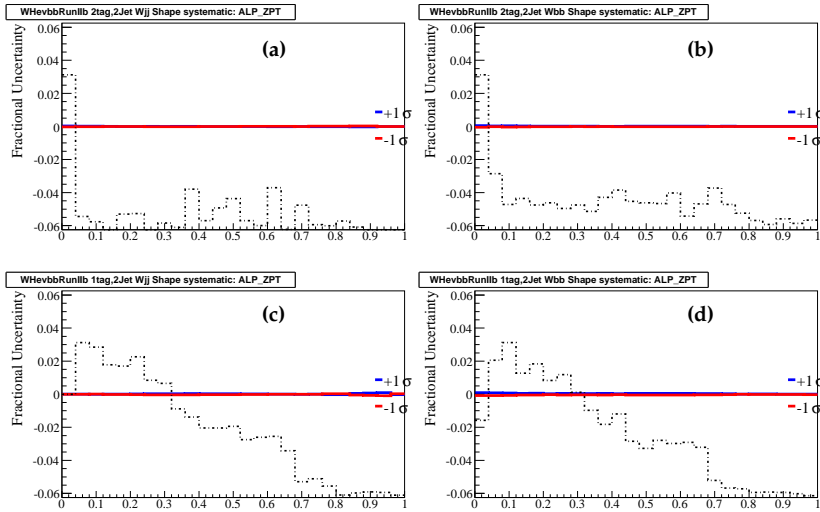 WHevbbRunIIb 2tag,2Jet Wjj Shape systematic: ALP_ZPT
(a)
Fractional Uncertainty
0.06
0.04
0.02
0
-0.02
-0.04
-0.06
+1 σ
-1 σ
0 0.1 0.2 0.3 0.4 0.5 0.6 0.7 0.8 0.9 1
WHevbbRunIIb 2tag,2Jet Wbb Shape systematic: ALP_ZPT
(b)
Fractional Uncertainty
0.06
0.04
0.02
0
-0.02
-0.04
-0.06
+1 σ
-1 σ
0 0.1 0.2 0.3 0.4 0.5 0.6 0.7 0.8 0.9 1
WHevbbRunIIb 1tag,2Jet Wjj Shape systematic: ALP_ZPT
(c)
Fractional Uncertainty
0.06
0.04
0.02
0
-0.02
-0.04
-0.06
+1 σ
-1 σ
0 0.1 0.2 0.3 0.4 0.5 0.6 0.7 0.8 0.9 1
WHevbbRunIIb 1tag,2Jet Wbb Shape systematic: ALP_ZPT
(d)
Fractional Uncertainty
0.06
0.04
0.02
0
-0.02
-0.04
-0.06
+1 σ
-1 σ
0 0.1 0.2 0.3 0.4 0.5 0.6 0.7 0.8 0.9 1